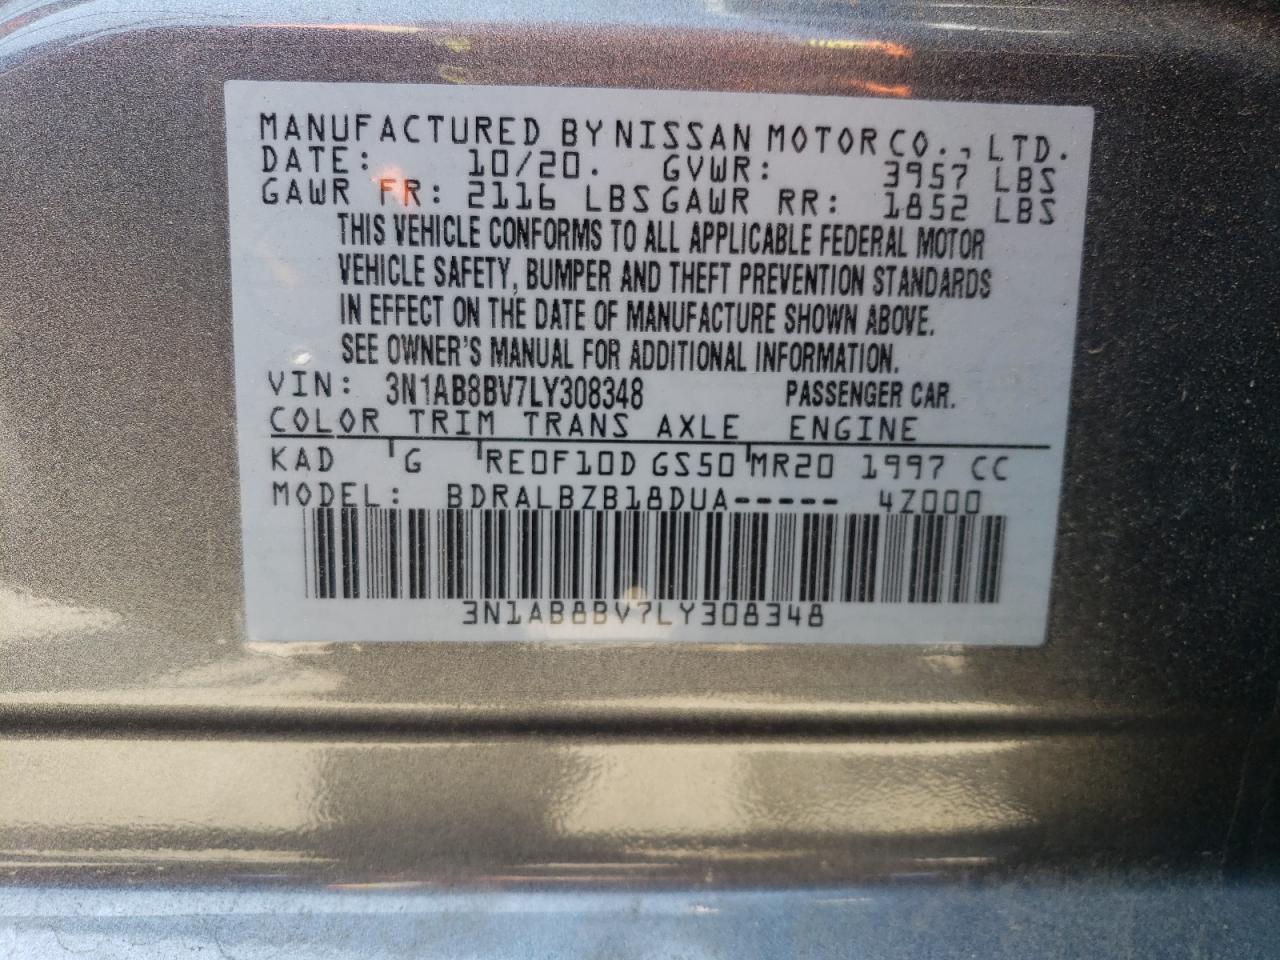 MANUFACTURED BY NISSAN MOTOR CO., LTD.
DATE: 10/20. GVWR: 3957 LBS
GAWR FR: 2116 LBS GAWR RR: 1852 LBS
THIS VEHICLE CONFORMS TO ALL APPLICABLE FEDERAL MOTOR
VEHICLE SAFETY, BUMPER AND THEFT PREVENTION STANDARDS
IN EFFECT ON THE DATE OF MANUFACTURE SHOWN ABOVE.
SEE OWNER'S MANUAL FOR ADDITIONAL INFORMATION.
VIN: 3N1AB8BV7LY308348 PASSENGER CAR.
COLOR TRIM TRANS AXLE ENGINE
KAD G RE0F10D GS50 MR20 1997 CC
MODEL: BDRALBZB18DUA----- 4Z000
3N1AB8BV7LY308348